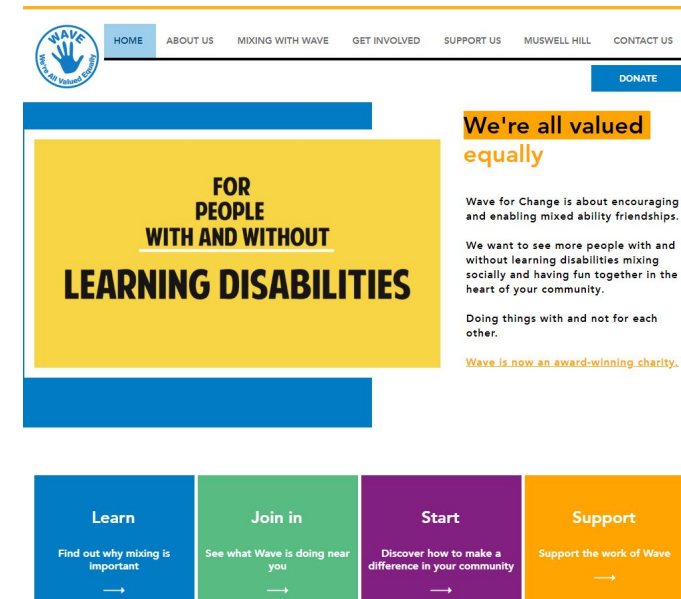 WAVE
We're All Valued Equally
HOME ABOUT US MIXING WITH WAVE GET INVOLVED SUPPORT US MUSWELL HILL CONTACT US
DONATE
We're all valued
equally
FOR
PEOPLE
WITH AND WITHOUT
LEARNING DISABILITIES
Wave for Change is about encouraging
and enabling mixed ability friendships.
We want to see more people with and
without learning disabilities mixing
socially and having fun together in the
heart of your community.
Doing things with and not for each
other.
Wave is now an award-winning charity.
Learn
Find out why mixing is
important
Join in
See what Wave is doing near
you
Start
Discover how to make a
difference in your community
Support
Support the work of Wave